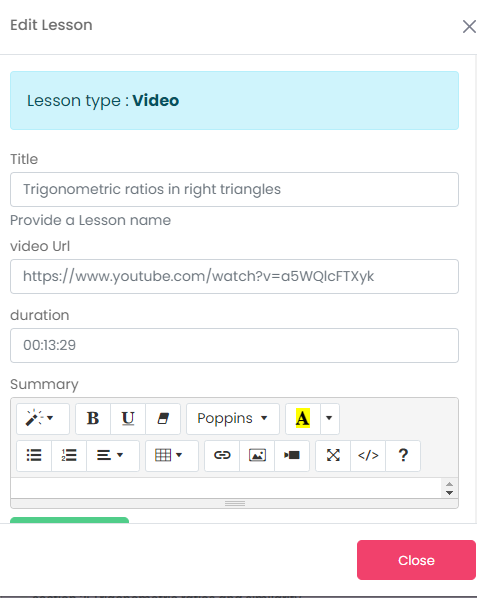 Edit Lesson
Lesson type : Video
Title
Trigonometric ratios in right triangles
Provide a Lesson name
video Url
https://www.youtube.com/watch?v=a5WQlcFTXyk
duration
00:13:29
Summary
B U Poppins A
</> ?
Close